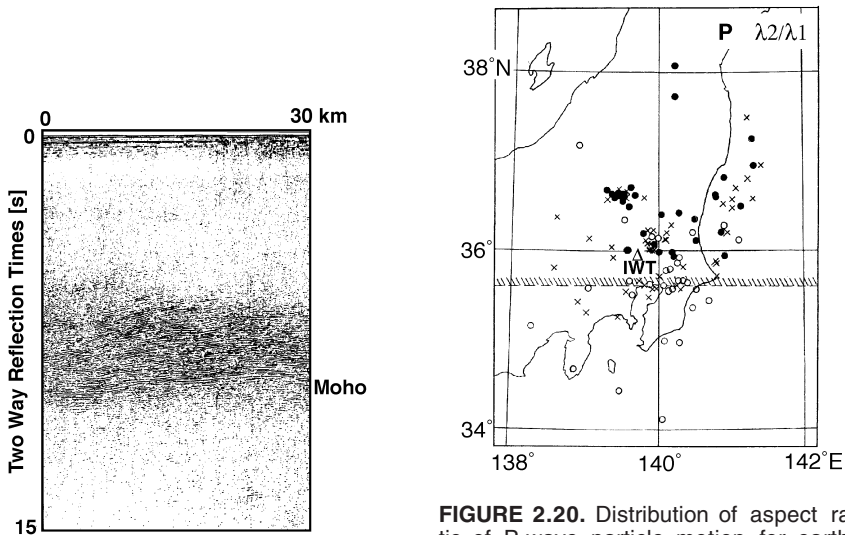 0 30 km
0
Two Way Reflection Times [s]
Moho
15
P λ2/λ1
38°N
36°
IWT
34°
138° 140° 142°E
FIGURE 2.20. Distribution of aspect ra-
tio of P-wave particle motion for earth-